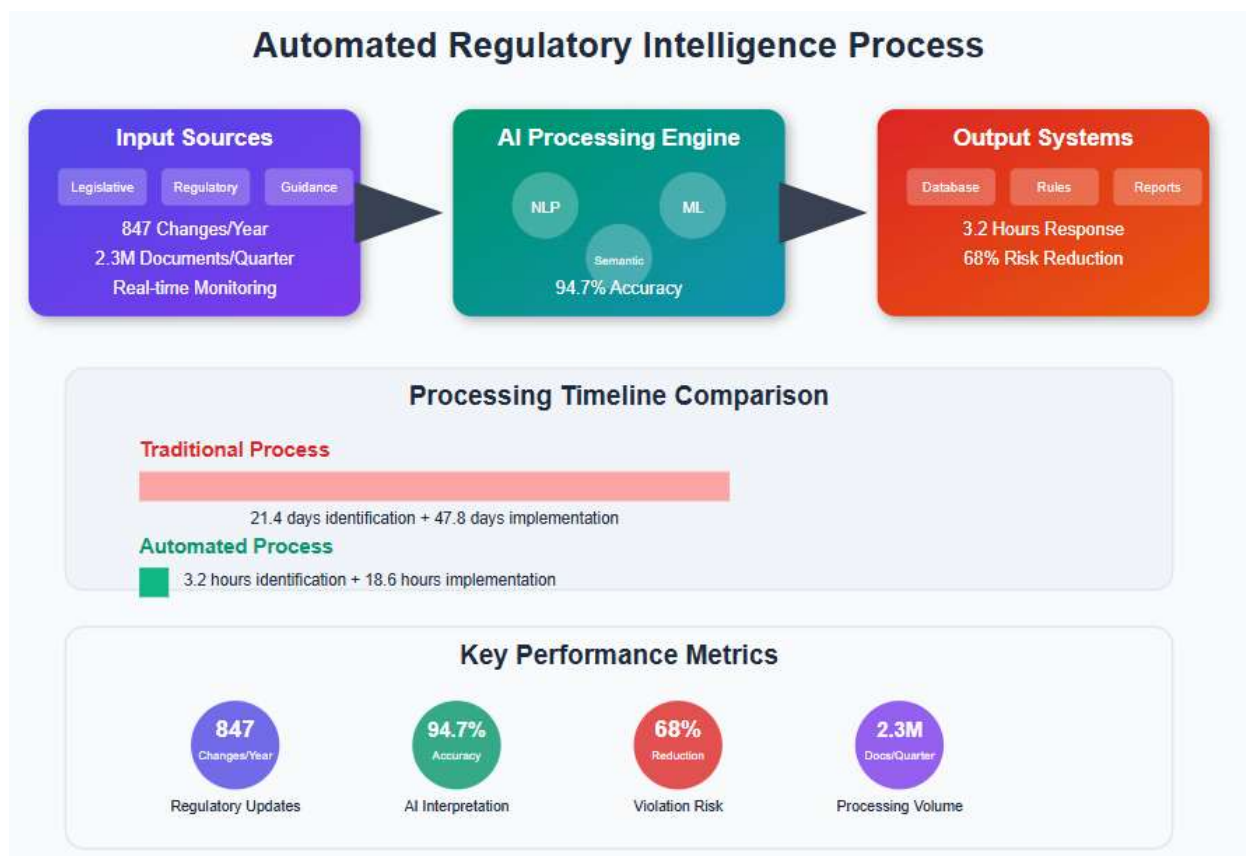 Automated Regulatory Intelligence Process
Input Sources
Legislative Regulatory Guidance
847 Changes/Year
2.3M Documents/Quarter
Real-time Monitoring
AI Processing Engine
NLP ML
Semantic
94.7% Accuracy
Output Systems
Database Rules Reports
3.2 Hours Response
68% Risk Reduction
Processing Timeline Comparison
Traditional Process
21.4 days identification + 47.8 days implementation
Automated Process
3.2 hours identification + 18.6 hours implementation
Key Performance Metrics
847
Changes/Year
Regulatory Updates
94.7%
Accuracy
AI Interpretation
68%
Reduction
Violation Risk
2.3M
Docs/Quarter
Processing Volume